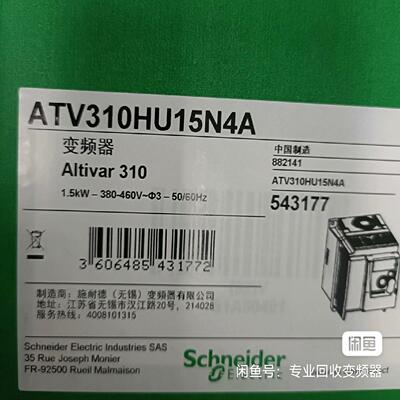 ATV310HU15N4A
变频器
Altivar 310
1.5kW – 380-460V~Φ3 – 50/60Hz
中国制造
882141
ATV310HU15N4A
543177
3 606485 431772
制造商: 施耐德(无锡)变频器有限公司
地址: 江苏省无锡市汉江路, 214028
服务热线: 4008101315
Schneider Electric Industries SAS
35 Rue Joseph Monier
FR-92500 Rueil Malmaison
Schneider
Electric
闲鱼
闲鱼号: 专业回收变频器